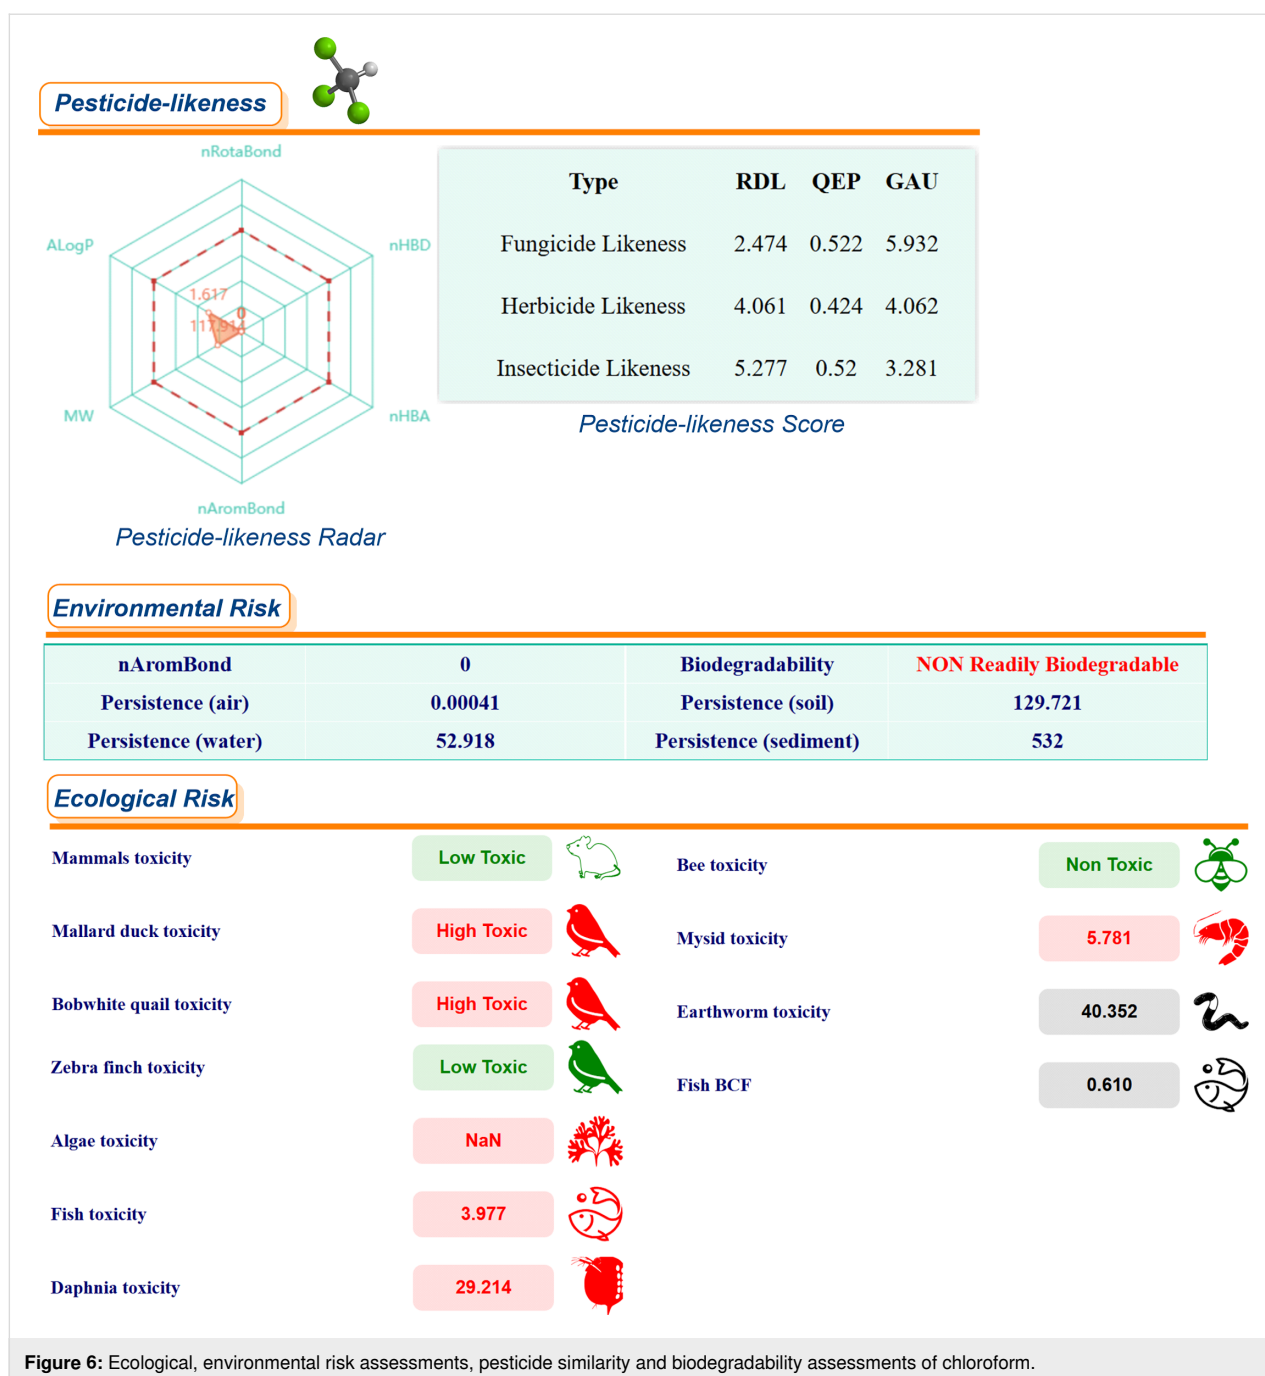 Pesticide-likeness
nRotaBond
ALogP
nHBD
1.617
0
117.914
MW
nHBA
nAromBond
Pesticide-likeness Radar
Type RDL QEP GAU
Fungicide Likeness 2.474 0.522 5.932
Herbicide Likeness 4.061 0.424 4.062
Insecticide Likeness 5.277 0.52 3.281
Pesticide-likeness Score
Environmental Risk
nAromBond 0 Biodegradability NON Readily Biodegradable
Persistence (air) 0.00041 Persistence (soil) 129.721
Persistence (water) 52.918 Persistence (sediment) 532
Ecological Risk
Mammals toxicity Low Toxic
Mallard duck toxicity High Toxic
Bobwhite quail toxicity High Toxic
Zebra finch toxicity Low Toxic
Algae toxicity NaN
Fish toxicity 3.977
Daphnia toxicity 29.214
Bee toxicity Non Toxic
Mysid toxicity 5.781
Earthworm toxicity 40.352
Fish BCF 0.610
Figure 6: Ecological, environmental risk assessments, pesticide similarity and biodegradability assessments of chloroform.